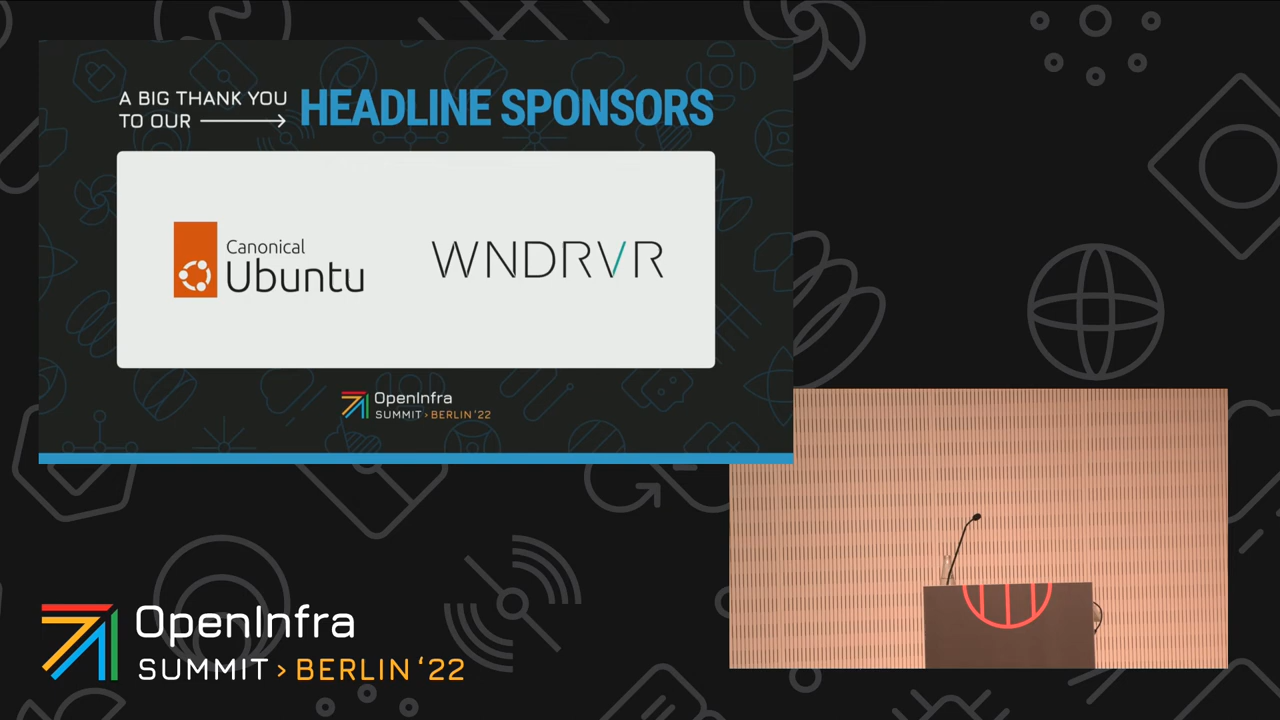 A BIG THANK YOU
TO OUR
HEADLINE SPONSORS
Canonical
Ubuntu
WNDRVR
OpenInfra
SUMMIT › BERLIN '22
OpenInfra
SUMMIT › BERLIN ‘22